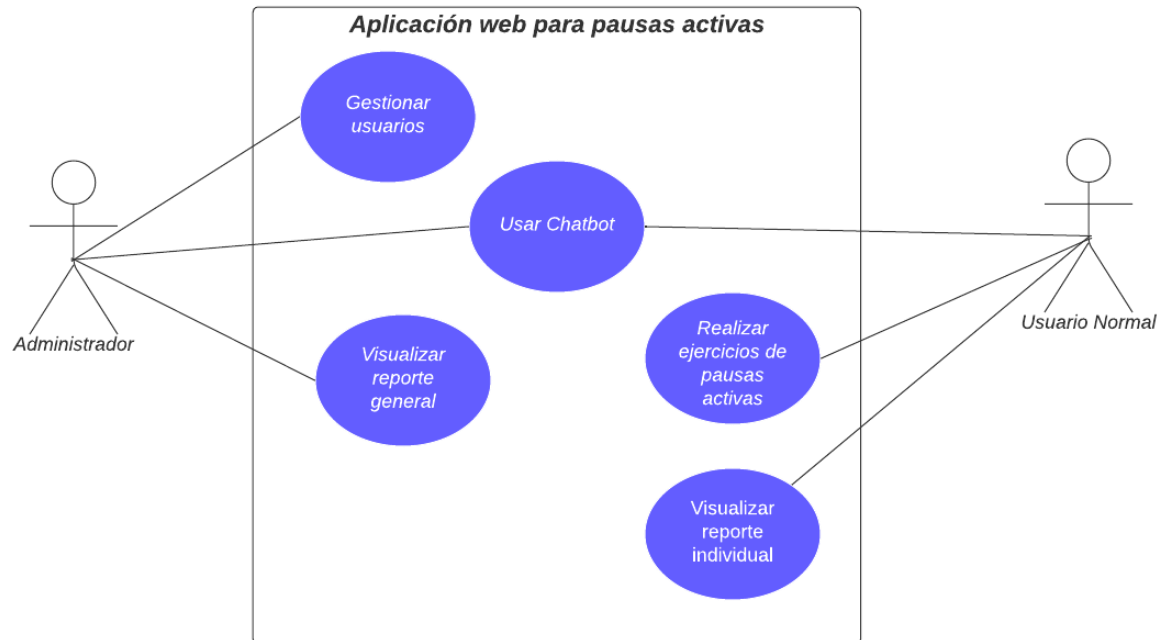 Aplicación web para pausas activas
Gestionar
usuarios
Usar Chatbot
Administrador
Usuario Normal
Visualizar
reporte
general
Realizar
ejercicios de
pausas
activas
Visualizar
reporte
individual